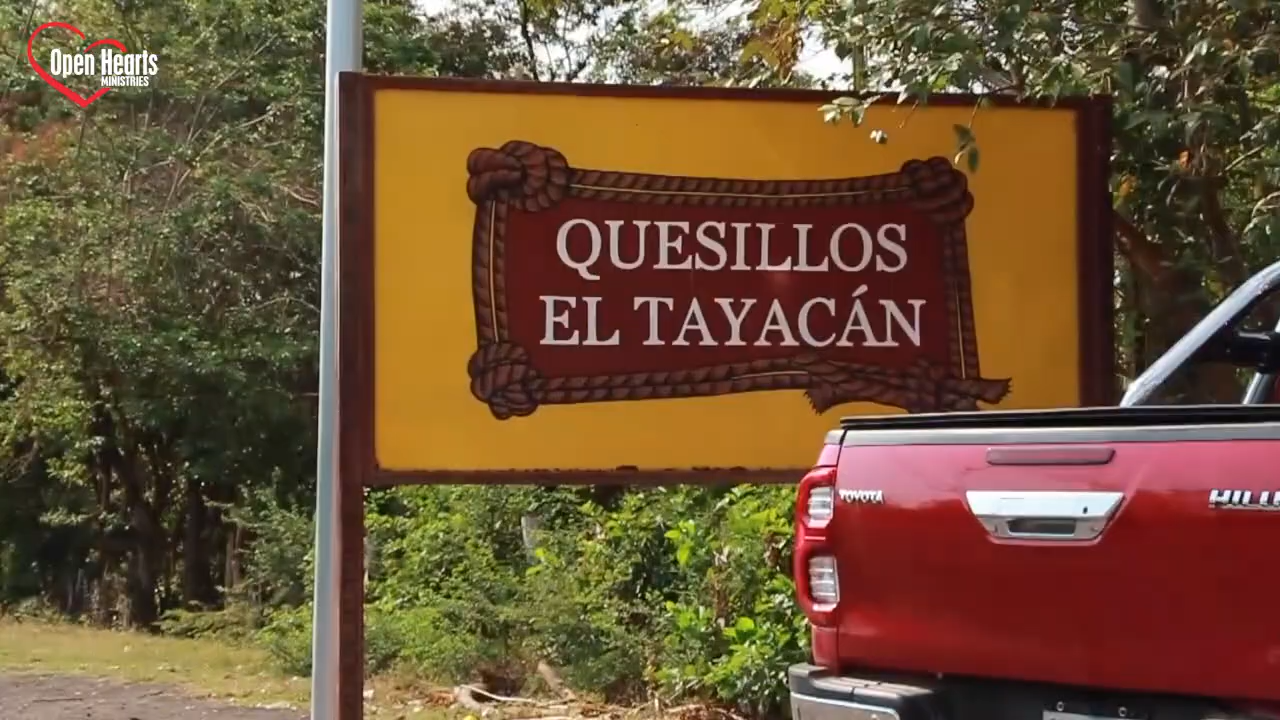 Open Hearts
MINISTRIES
QUESILLOS
EL TAYACÁN
TOYOTA